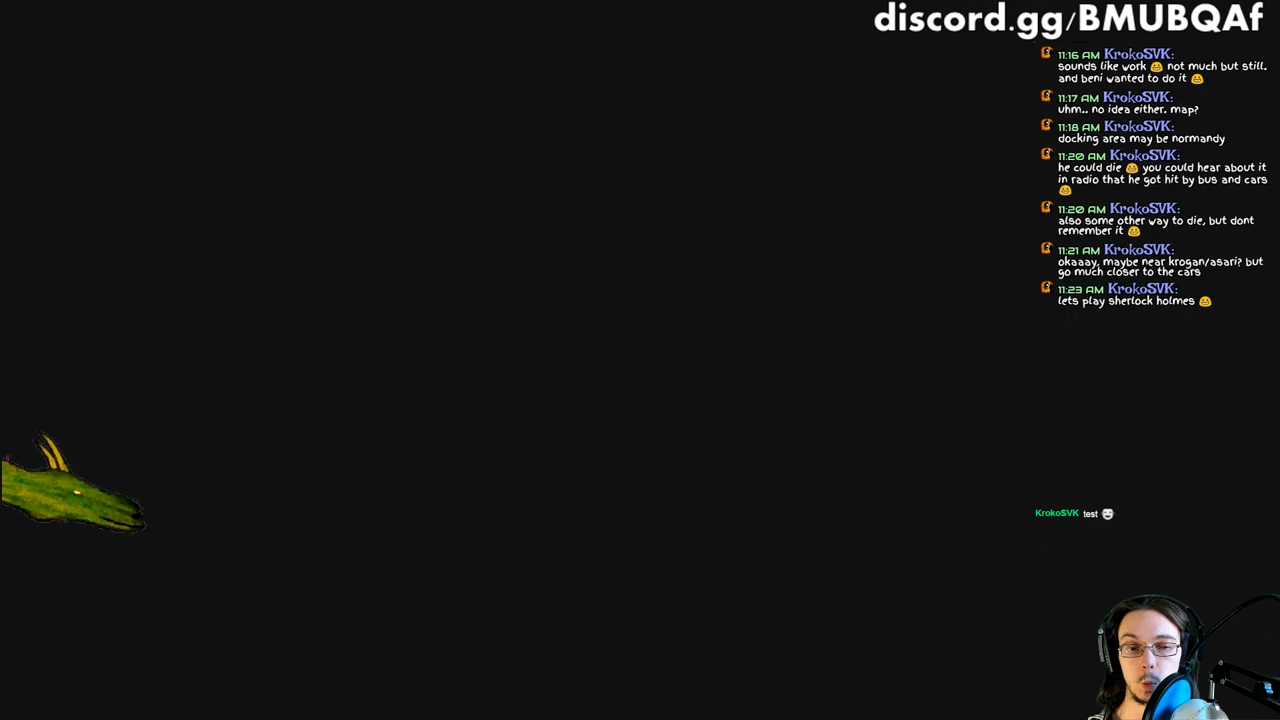 discord.gg/BMUBQAf
11:16 AM KrokoSVK:
sounds like work 😄 not much but still.
and beni wanted to do it 😄
11:17 AM KrokoSVK:
uhm.. no idea either. map?
11:18 AM KrokoSVK:
docking area may be normandy
11:20 AM KrokoSVK:
he could die 😄 you could hear about it
in radio that he got hit by bus and cars
😄
11:20 AM KrokoSVK:
also some other way to die, but dont
remember it 😄
11:21 AM KrokoSVK:
okaaay, maybe near krogan/asari? but
go much closer to the cars
11:23 AM KrokoSVK:
lets play sherlock holmes 😄
KrokoSVK test